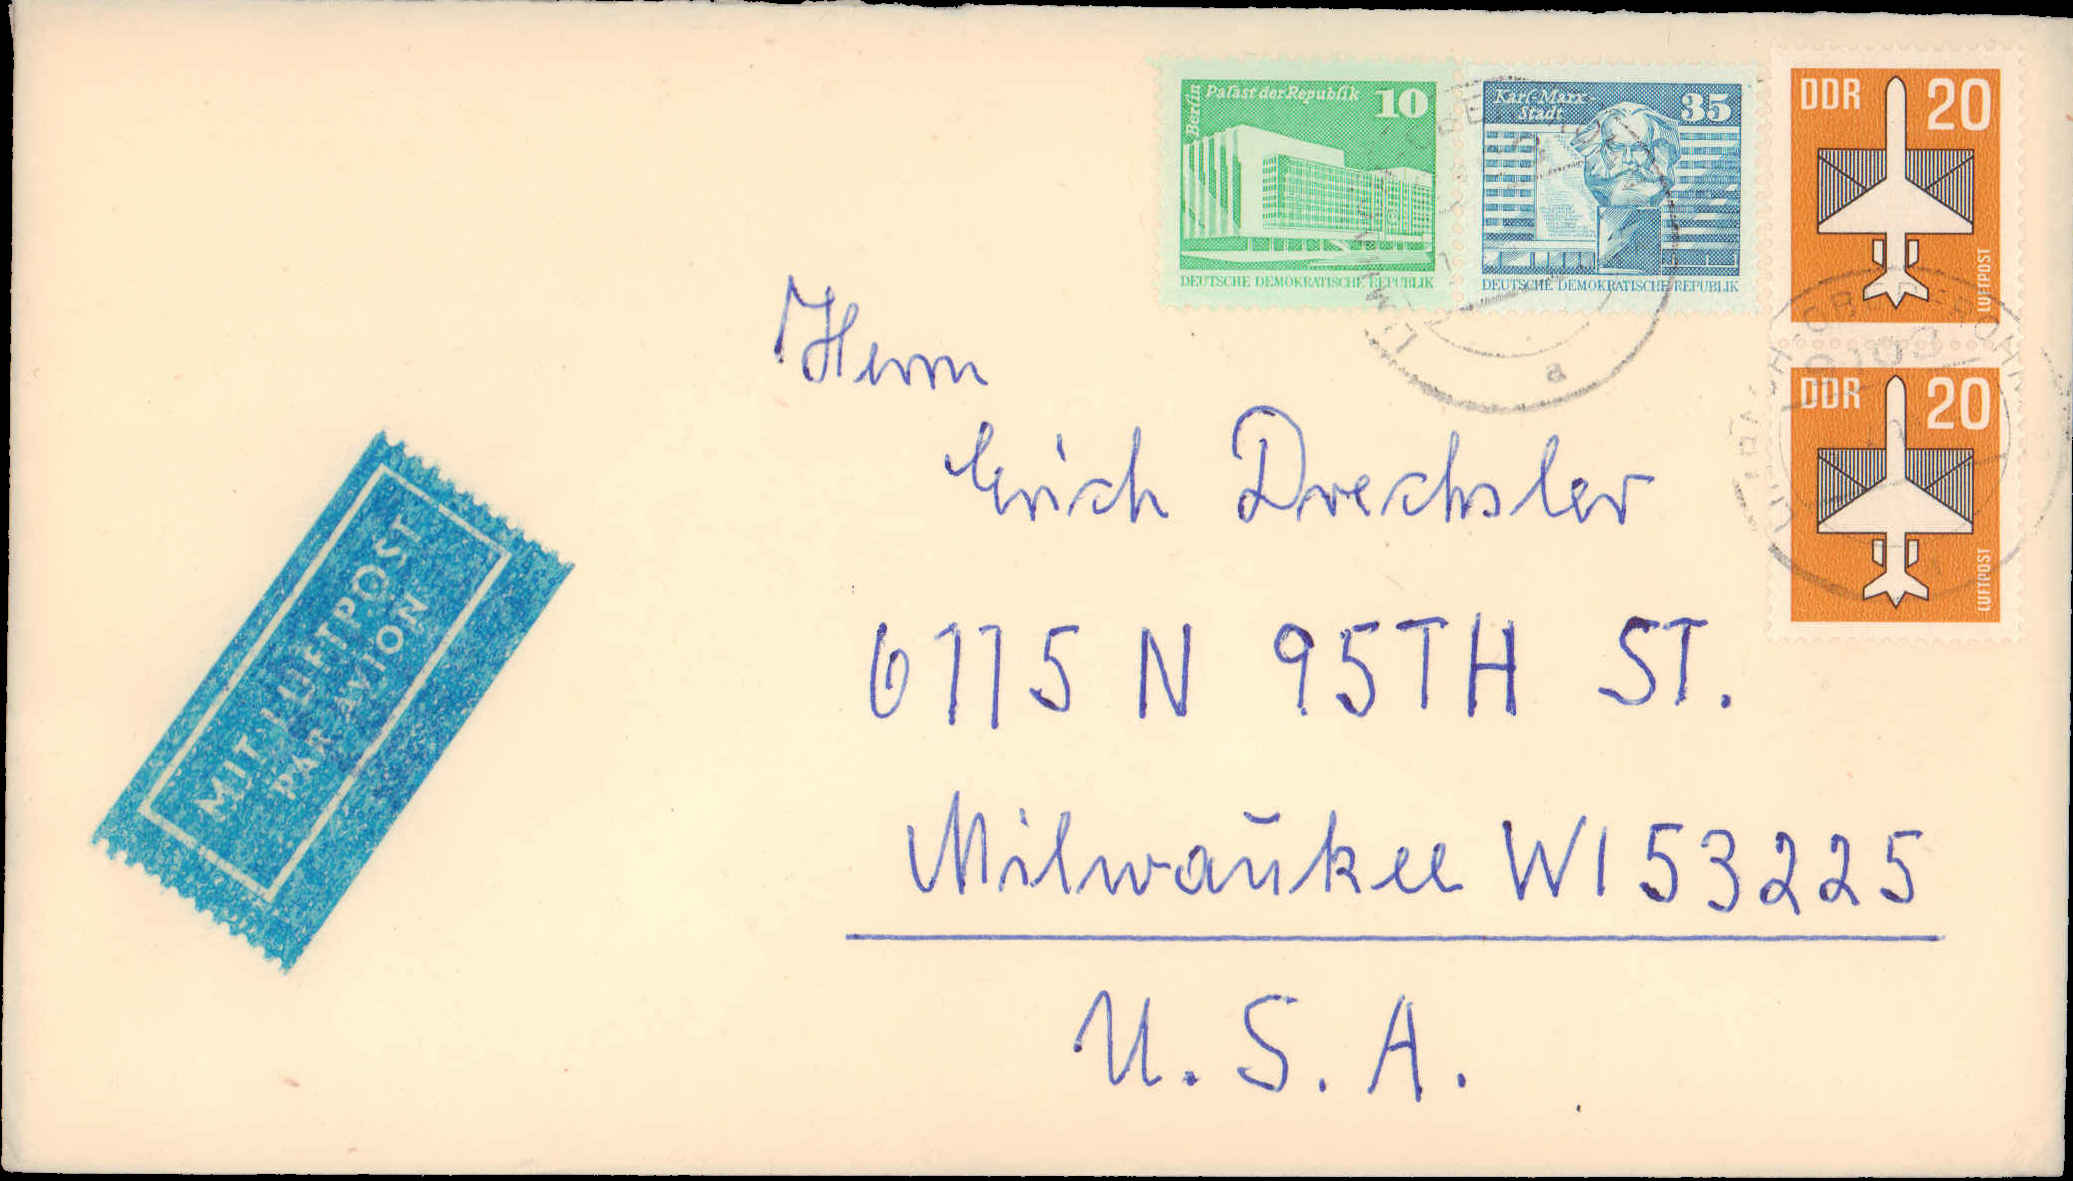 Berlin
Palast der Republik 10
DEUTSCHE DEMOKRATISCHE REPUBLIK
Karl-Marx-
Stadt
35
DEUTSCHE DEMOKRATISCHE REPUBLIK
DDR 20
LUFTPOST
DDR 20
LUFTPOST
9103
a
MIT LUFTPOST
PAR AVION
Herrn
Erich Drechsler
6115 N 95TH ST.
Milwaukee WI 53225
U. S. A.